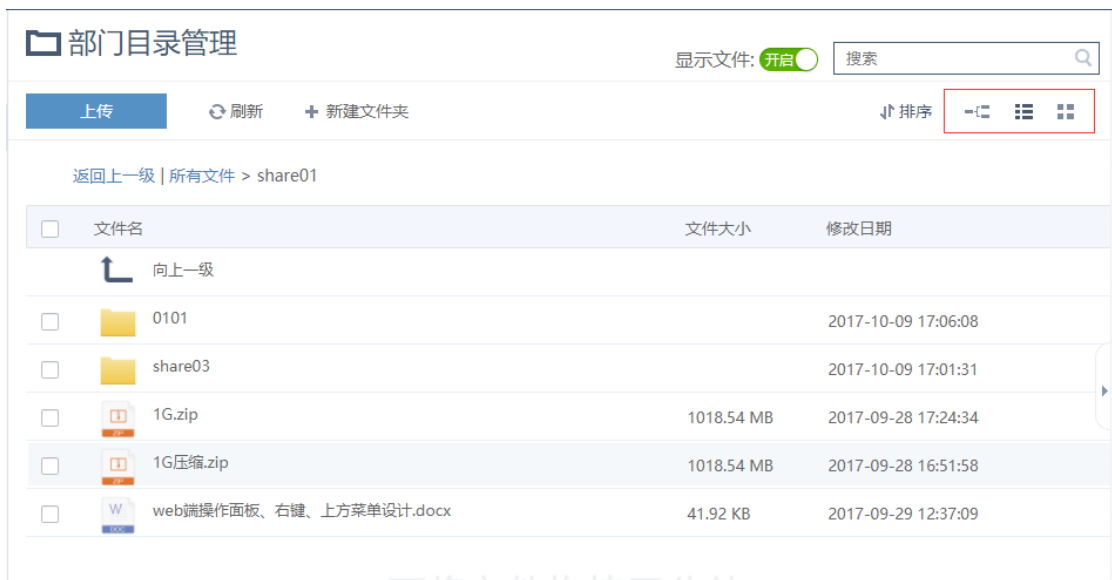 部门目录管理
显示文件: 开启 搜索
上传 刷新 新建文件夹 排序
返回上一级 | 所有文件 > share01
文件名 文件大小 修改日期
向上一级
0101 2017-10-09 17:06:08
share03 2017-10-09 17:01:31
ZIP 1G.zip 1018.54 MB 2017-09-28 17:24:34
ZIP 1G压缩.zip 1018.54 MB 2017-09-28 16:51:58
W DOC web端操作面板、右键、上方菜单设计.docx 41.92 KB 2017-09-29 12:37:09